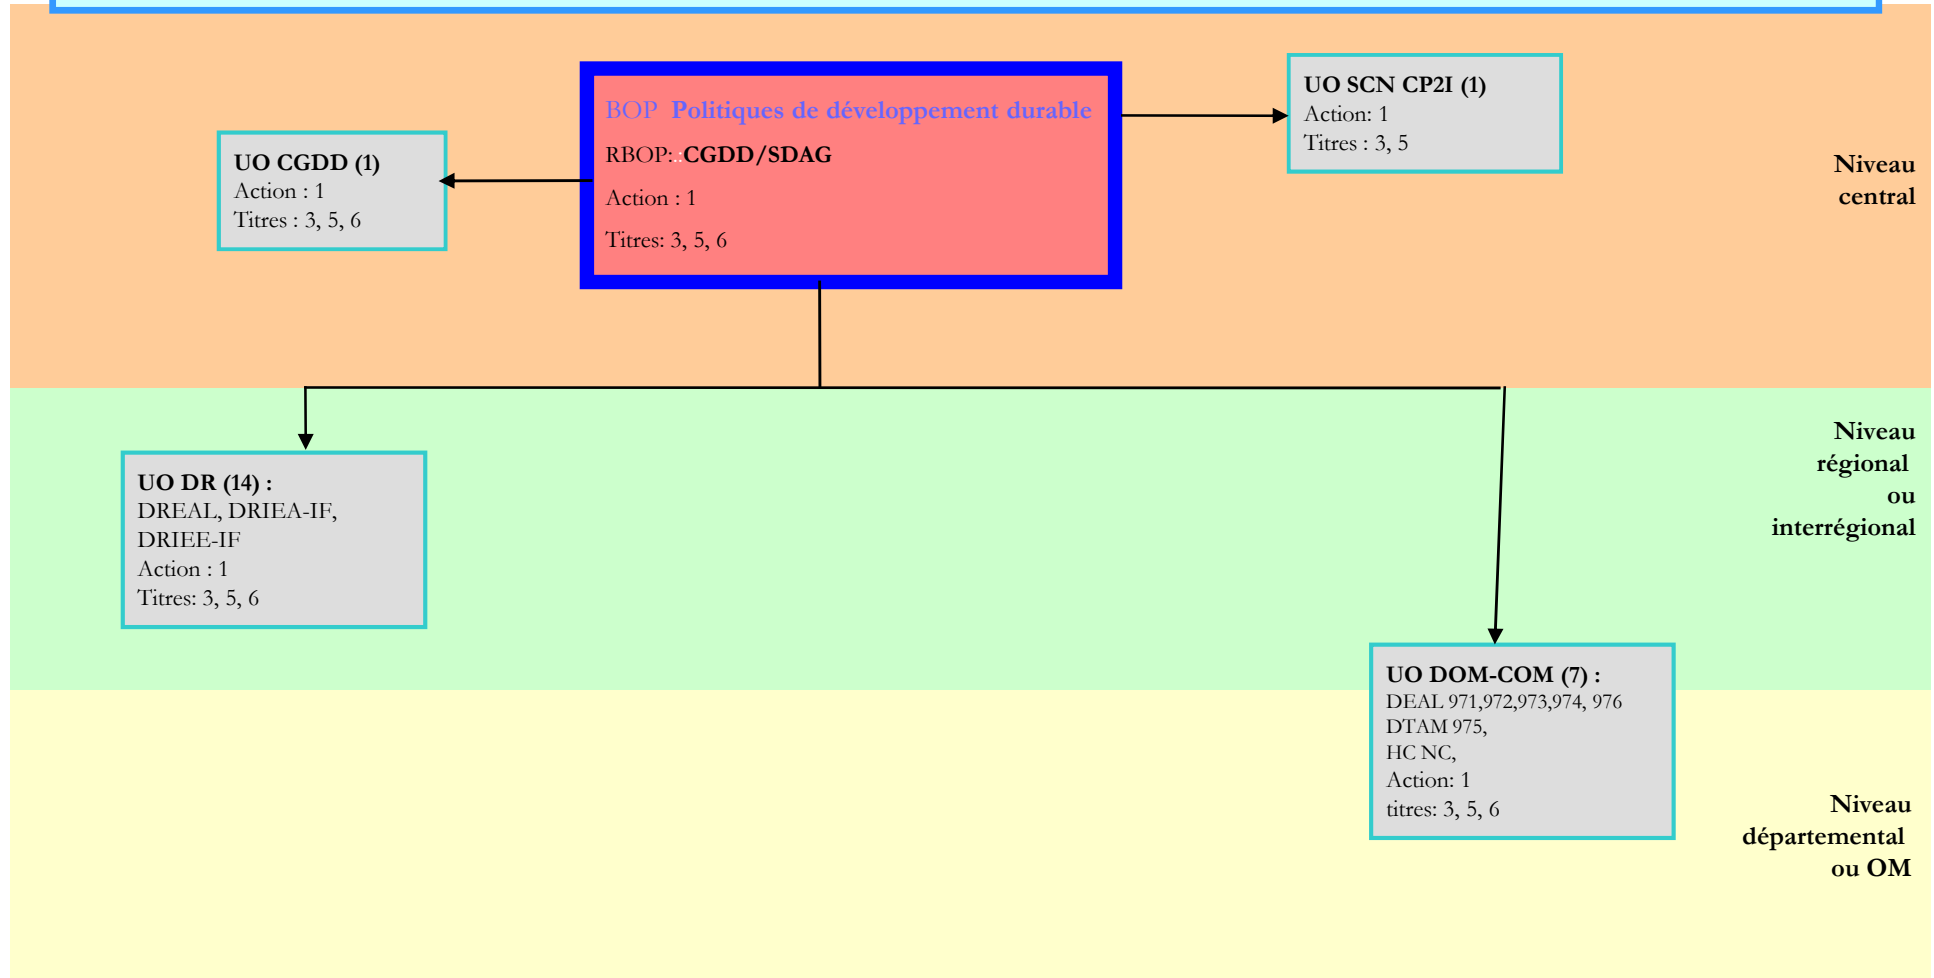 UO SCN CP2I (1)
Action: 1
Titres : 3, 5
BOP Politiques de développement durable
RBOP:.:CGDD/SDAG
Action : 1
Titres: 3, 5, 6
UO CGDD (1)
Action : 1
Titres : 3, 5, 6
Niveau
central
Niveau
régional
ou
interrégional
UO DR (14) :
DREAL, DRIEA-IF,
DRIEE-IF
Action : 1
Titres: 3, 5, 6
UO DOM-COM (7) :
DEAL 971,972,973,974, 976
DTAM 975,
HC NC,
Action: 1
titres: 3, 5, 6
Niveau
départemental
ou OM